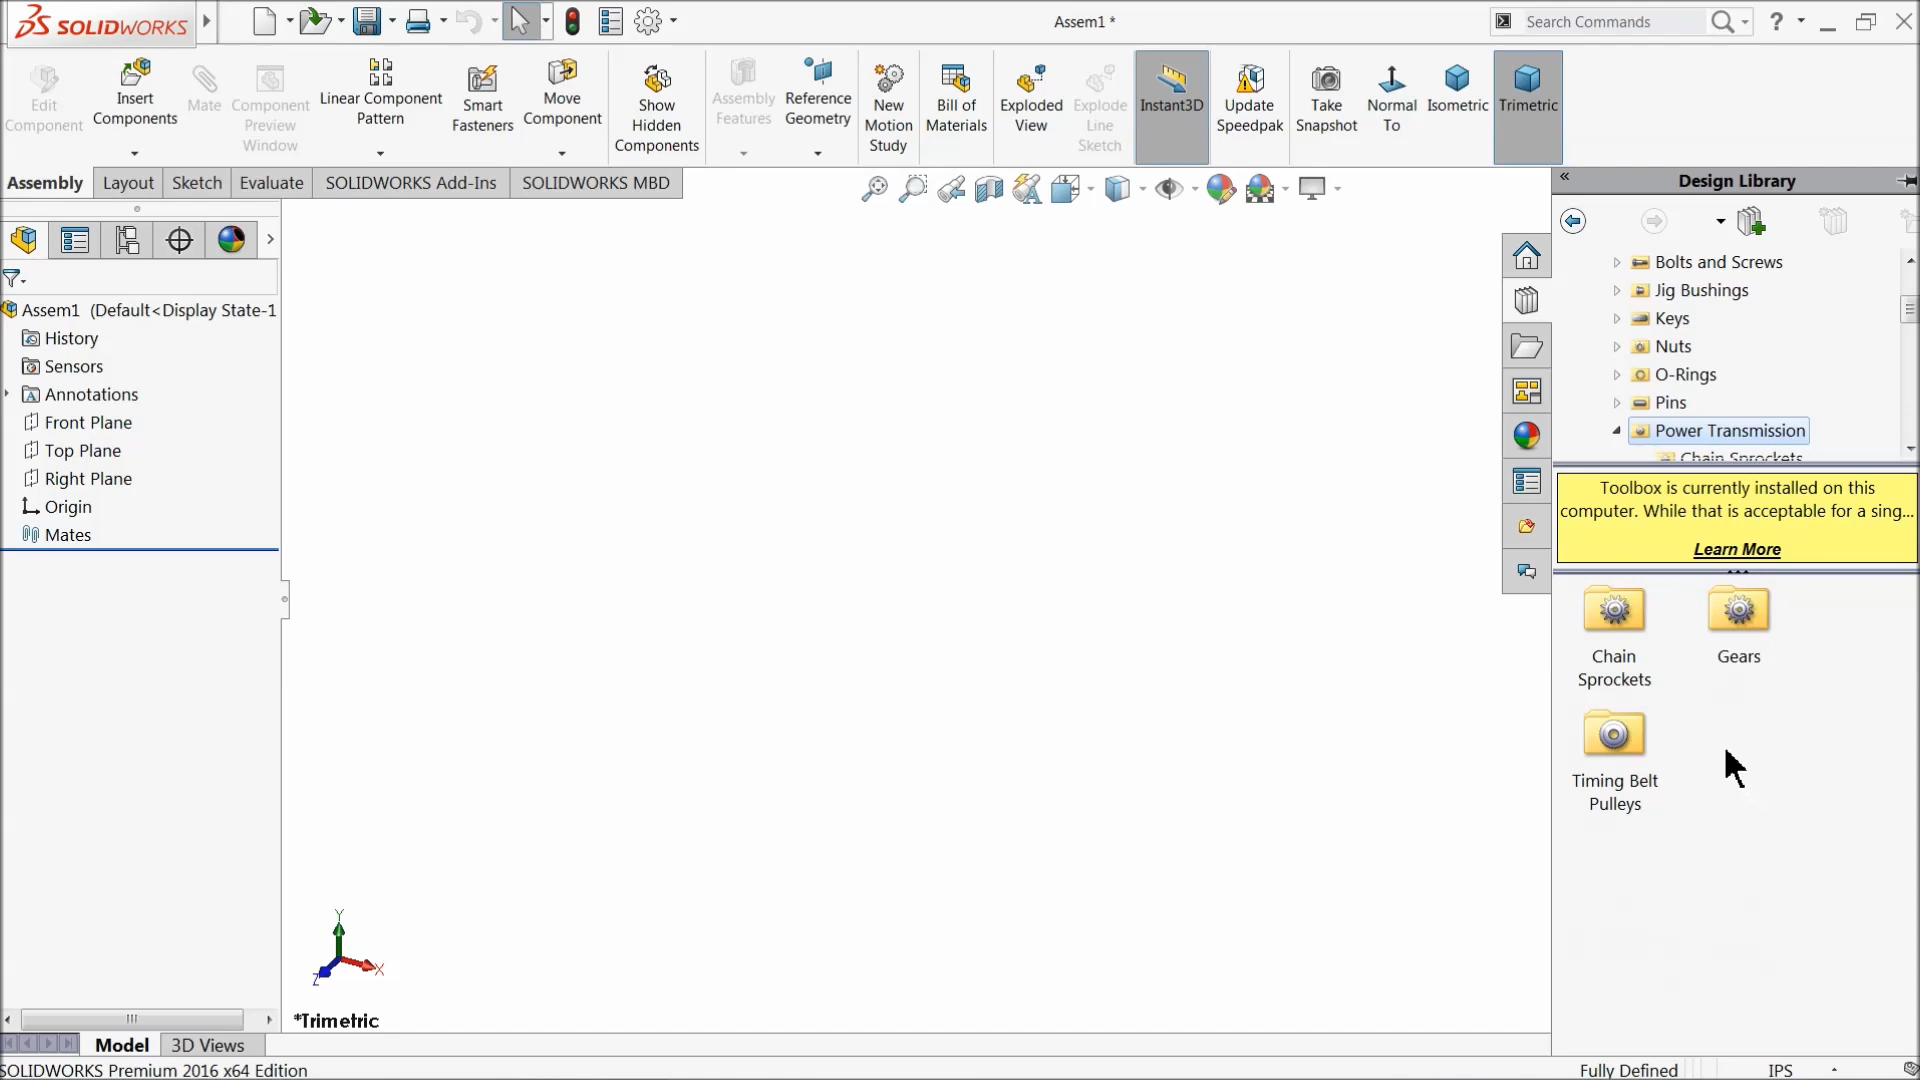 SOLIDWORKS
Assem1 *
Search Commands
?
Edit
Component
Insert
Components
Mate
Component
Preview
Window
Linear Component
Pattern
Smart
Fasteners
Move
Component
Show
Hidden
Components
Assembly
Features
Reference
Geometry
New
Motion
Study
Bill of
Materials
Exploded
View
Explode
Line
Sketch
Instant3D
Update
Speedpak
Take
Snapshot
Normal
To
Isometric
Trimetric
Assembly
Layout
Sketch
Evaluate
SOLIDWORKS Add-Ins
SOLIDWORKS MBD
Design Library
Assem1 (Default<Display State-1
History
Sensors
Annotations
Front Plane
Top Plane
Right Plane
Origin
Mates
Bolts and Screws
Jig Bushings
Keys
Nuts
O-Rings
Pins
Power Transmission
Chain Sprockets
Toolbox is currently installed on this
computer. While that is acceptable for a sing...
Learn More
Chain
Sprockets
Gears
Timing Belt
Pulleys
Y
X
Z
*Trimetric
Model
3D Views
SOLIDWORKS Premium 2016 x64 Edition
Fully Defined
IPS